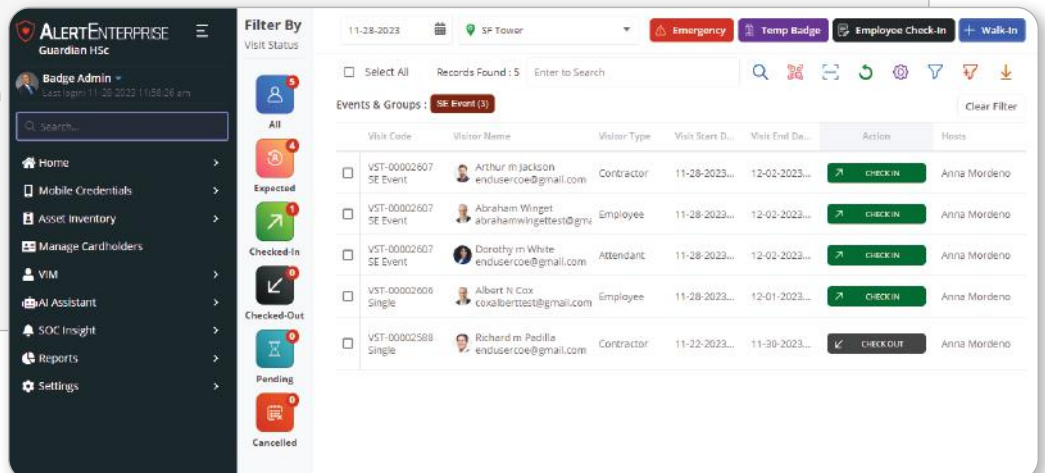 ALERTENTERPRISE
Guardian HSc
Badge Admin
Last login: 11-28-2023 11:58:26 am
Search...
Home
Mobile Credentials
Asset Inventory
Manage Cardholders
VIM
AI Assistant
SOC Insight
Reports
Settings
Filter By
Visit Status
5
All
4
Expected
1
Checked-In
0
Checked-Out
0
Pending
0
Cancelled
11-28-2023 SF Tower Emergency Temp Badge Employee Check-In Walk-In
Select All Records Found : 5 Enter to Search
Events & Groups : SE Event (3) Clear Filter
Visit Code Visitor Name Visitor Type Visit Start D... Visit End Da... Action Hosts
VST-00002607 Arthur m Jackson Contractor 11-28-2023... 12-02-2023... CHECK IN Anna Mordeno
SE Event endusercoe@gmail.com
VST-00002607 Abraham Winget Employee 11-28-2023... 12-02-2023... CHECK IN Anna Mordeno
SE Event abrahamwingettest@gma
VST-00002607 Dorothy m White Attendant 11-28-2023... 12-02-2023... CHECK IN Anna Mordeno
SE Event endusercoe@gmail.com
VST-00002606 Albert N Cox Employee 11-28-2023... 12-01-2023... CHECK IN Anna Mordeno
Single coxalberttest@gmail.com
VST-00002588 Richard m Padilla Contractor 11-22-2023... 11-30-2023... CHECK OUT Anna Mordeno
Single endusercoe@gmail.com